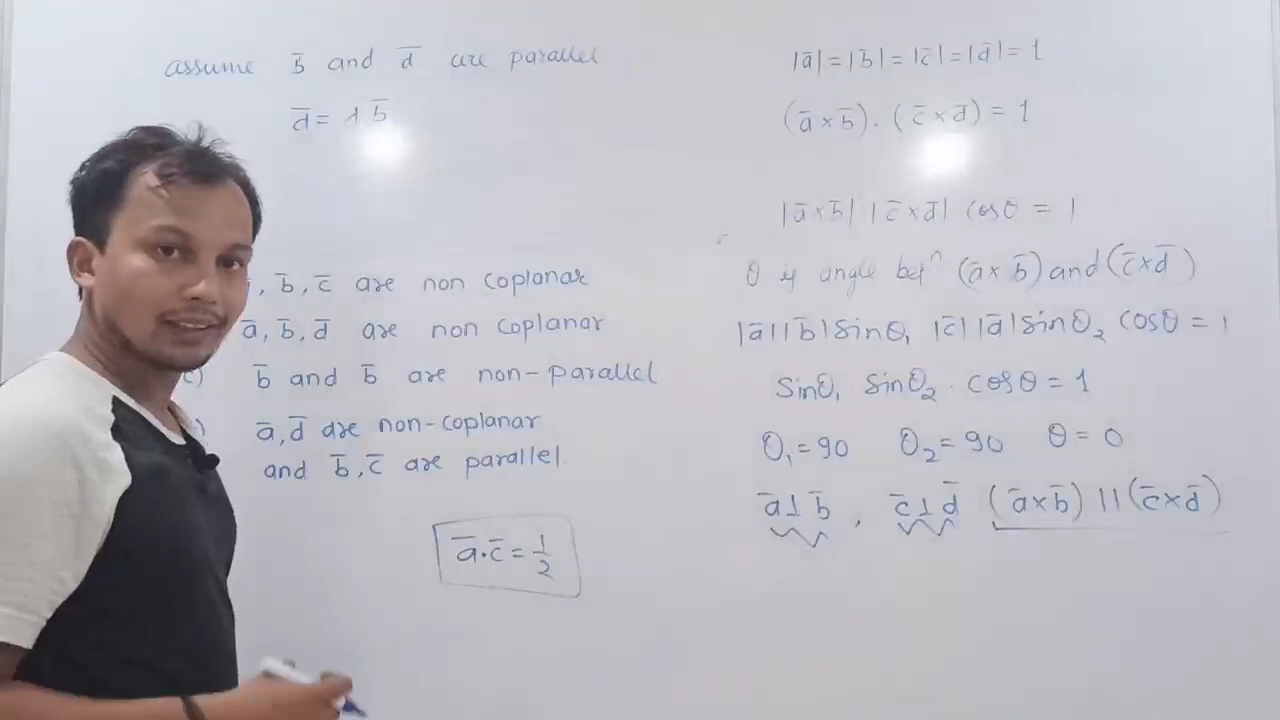 assume b̄ and d̄ are parallel
d̄ = λ b̄
, b̄, c̄ are non coplanar
ā, b̄, d̄ are non coplanar
c) b̄ and b̄ are non-parallel
) ā, d̄ are non-coplanar
and b̄, c̄ are parallel
ā·c̄ = 1/2
|ā| = |b̄| = |c̄| = |d̄| = 1
(ā × b̄) . (c̄ × d̄) = 1
|ā × b̄| |c̄ × d̄| cosθ = 1
θ is angle betⁿ (ā × b̄) and (c̄ × d̄)
|ā||b̄| sinθ₁ |c̄||d̄| sinθ₂ cosθ = 1
sinθ₁ sinθ₂ . cosθ = 1
θ₁ = 90 θ₂ = 90 θ = 0
ā ⊥ b̄ , c̄ ⊥ d̄ (ā × b̄) || (c̄ × d̄)